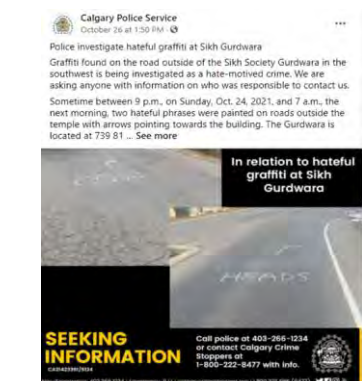 Calgary Police Service
October 26 at 1:50 PM ·
Police investigate hateful graffiti at Sikh Gurdwara
Graffiti found on the road outside of the Sikh Society Gurdwara in the
southwest is being investigated as a hate-motived crime. We are
asking anyone with information on who was responsible to contact us.
Sometime between 9 p.m., on Sunday, Oct. 24, 2021, and 7 a.m., the
next morning, two hateful phrases were painted on roads outside the
temple with arrows pointing towards the building. The Gurdwara is
located at 739 81 ... See more
In relation to hateful
graffiti at Sikh
Gurdwara
HEADS
SEEKING
INFORMATION
Call police at 403-266-1234
or contact Calgary Crime
Stoppers at
1-800-222-8477 with info.